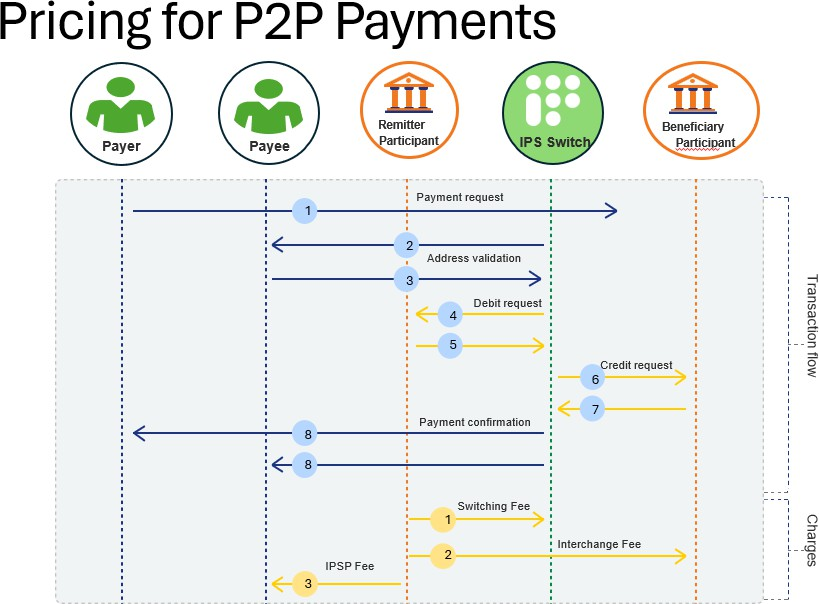 Pricing for P2P Payments
Payer
Payee
Remitter
Participant
IPS Switch
Beneficiary
Participant
Payment request
1
2
Address validation
3
Debit request
4
5
Credit request
6
7
Payment confirmation
8
8
Switching Fee
1
Interchange Fee
2
IPSP Fee
3
Transaction flow
Charges